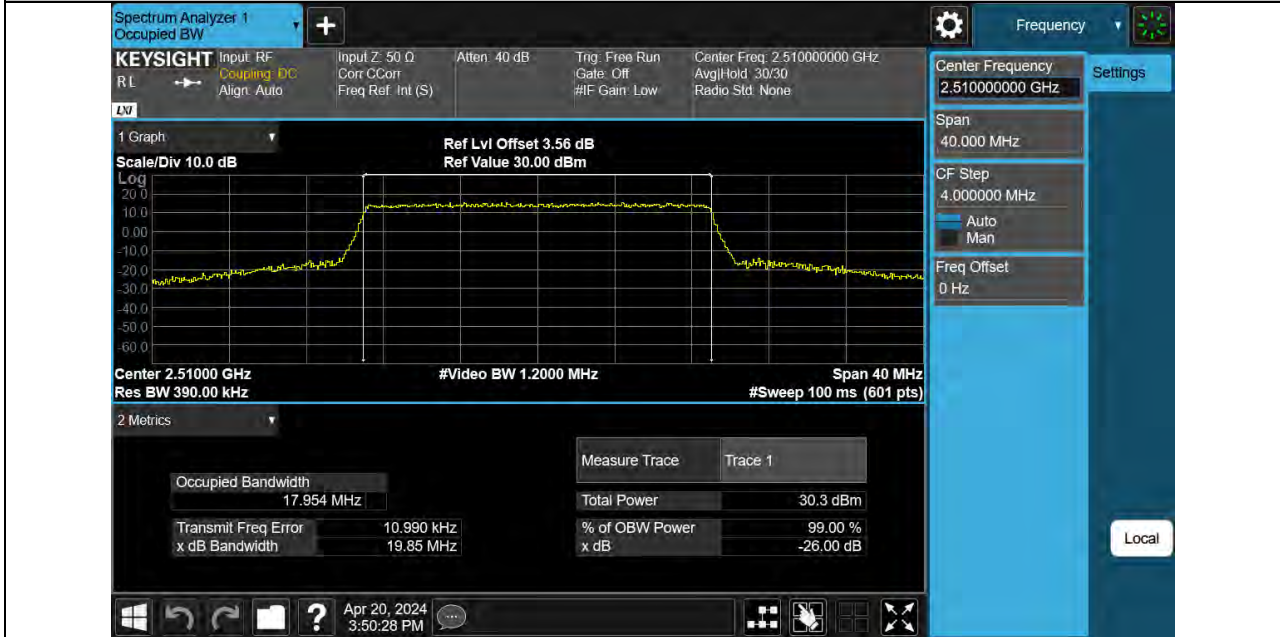 Spectrum Analyzer 1
Occupied BW
Frequency
KEYSIGHT
RL
LXI
Input: RF
Coupling: DC
Align: Auto
Input Z: 50 Ω
Corr CCorr
Freq Ref: Int (S)
Atten: 40 dB
Trig: Free Run
Gate: Off
#IF Gain: Low
Center Freq: 2.510000000 GHz
Avg|Hold: 30/30
Radio Std: None
Center Frequency
2.510000000 GHz
Settings
Span
40.000 MHz
CF Step
4.000000 MHz
Auto
Man
Freq Offset
0 Hz
Local
1 Graph
Scale/Div 10.0 dB
Ref Lvl Offset 3.56 dB
Ref Value 30.00 dBm
Log
20.0
10.0
0.00
-10.0
-20.0
-30.0
-40.0
-50.0
-60.0
Center 2.51000 GHz
#Video BW 1.2000 MHz
Span 40 MHz
Res BW 390.00 kHz
#Sweep 100 ms (601 pts)
2 Metrics
Measure Trace Trace 1
Occupied Bandwidth
17.954 MHz
Total Power 30.3 dBm
Transmit Freq Error 10.990 kHz
% of OBW Power 99.00 %
x dB Bandwidth 19.85 MHz
x dB -26.00 dB
?
Apr 20, 2024
3:50:28 PM